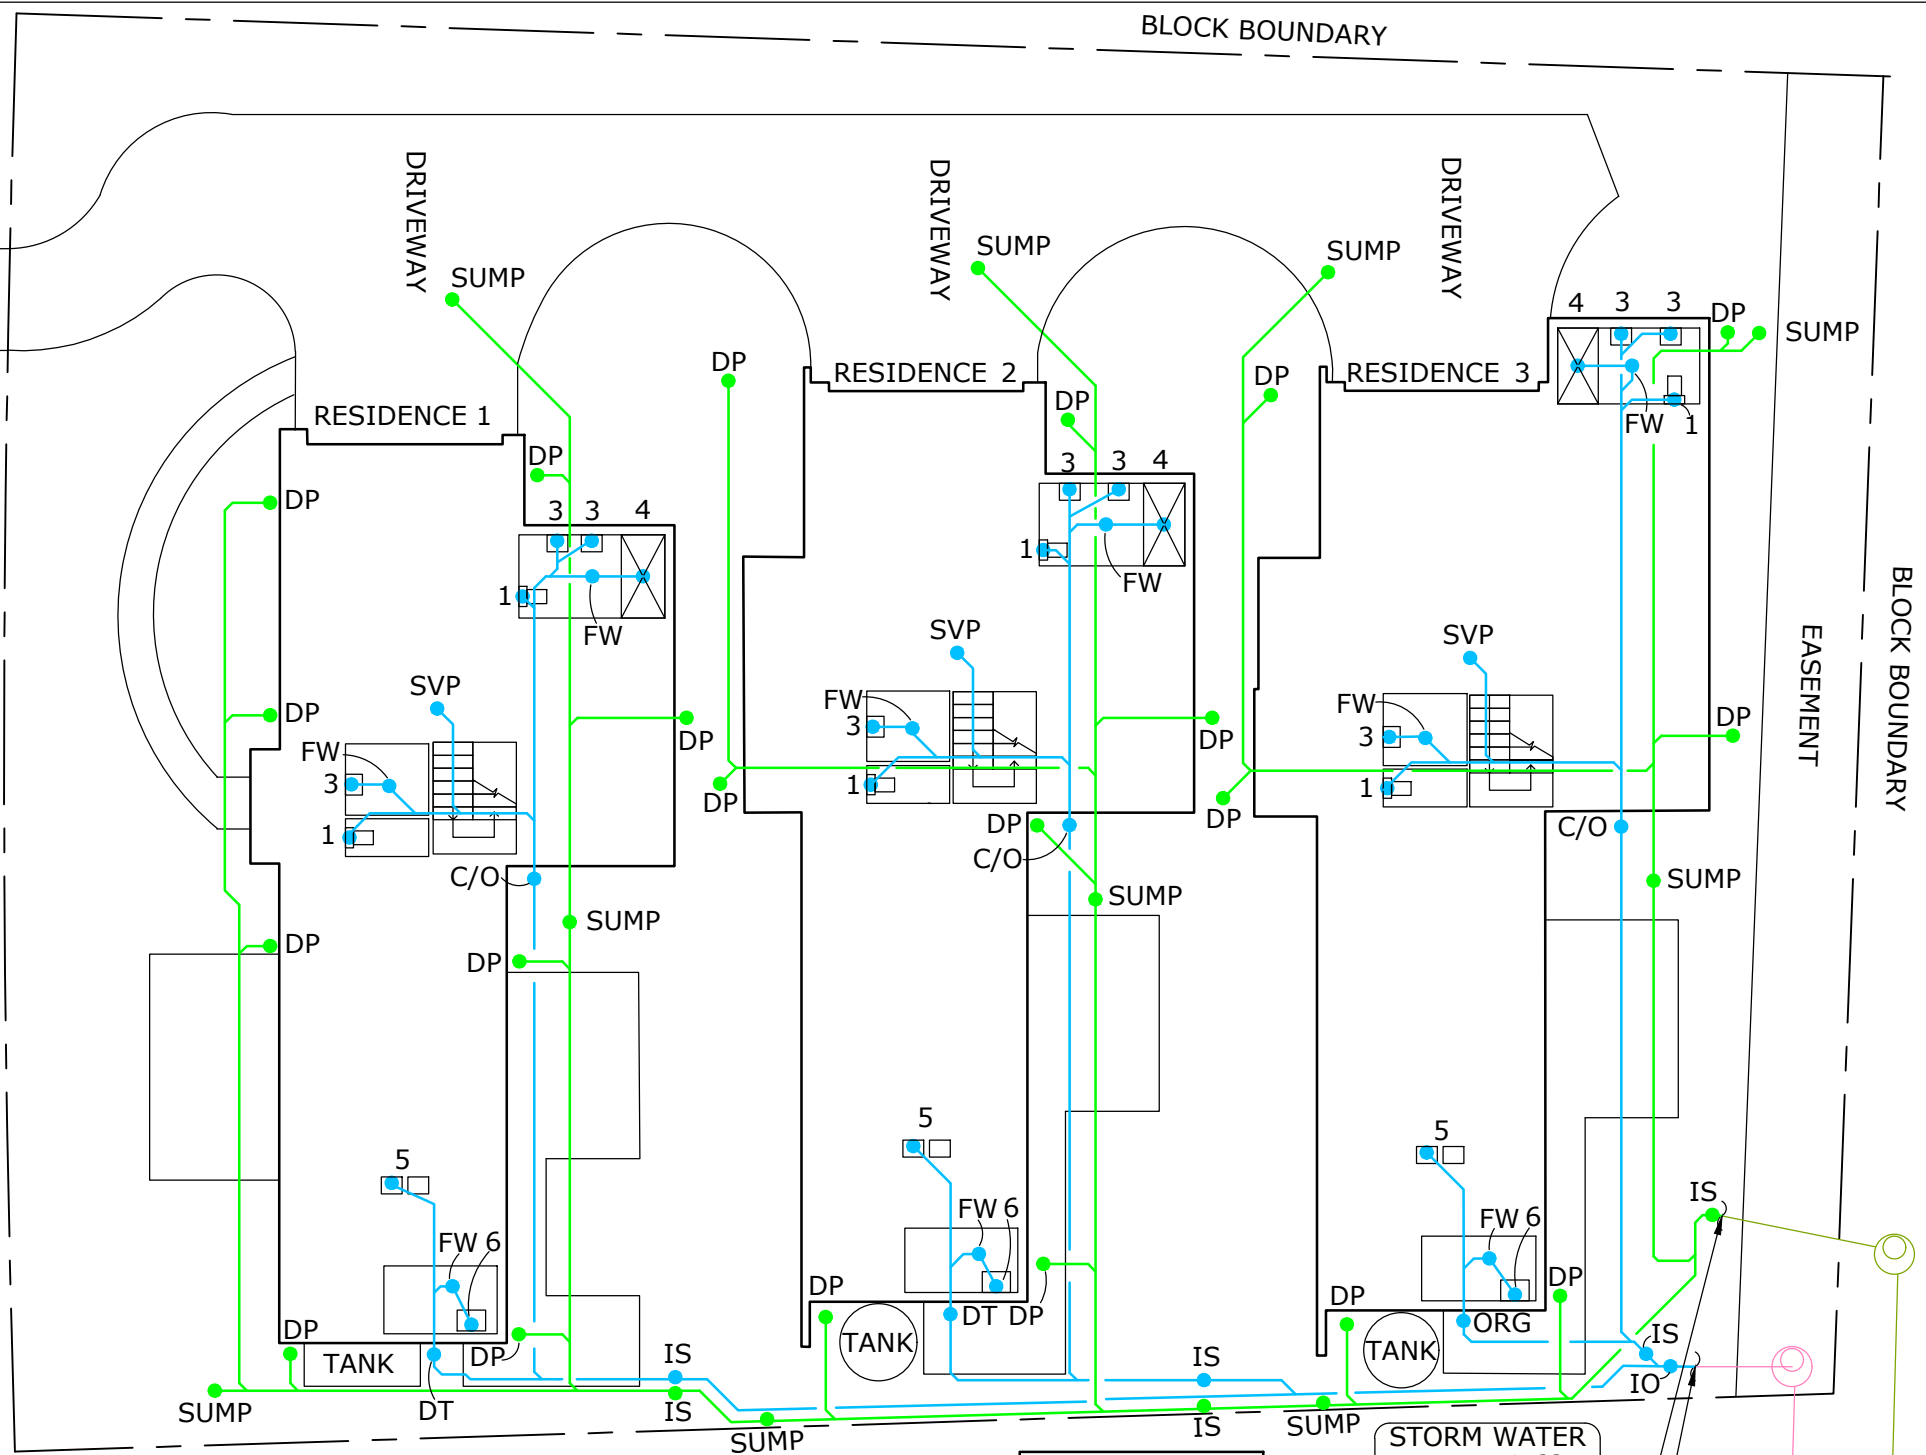 BLOCK BOUNDARY
DRIVEWAY
DRIVEWAY
DRIVEWAY
SUMP
SUMP
SUMP
4 3 3 DP
SUMP
RESIDENCE 1
DP
RESIDENCE 2
DP
RESIDENCE 3
FW 1
DP
DP
3 3 4
DP
3 3 4
1
FW
1
FW
BLOCK BOUNDARY
EASEMENT
SVP
SVP
SVP
DP
FW
3
1
DP
FW
3
1
DP
DP
FW
3
1
DP
DP
C/O
DP
C/O
C/O
SUMP
SUMP
SUMP
DP
DP
5
5
5
IS
FW 6
FW 6
FW 6
DP
TANK
DP
DT
IS
IS
SUMP
SUMP
DP
TANK
DT DP
IS
IS
SUMP
DP
TANK
ORG
DP
IS
IO
STORM WATER